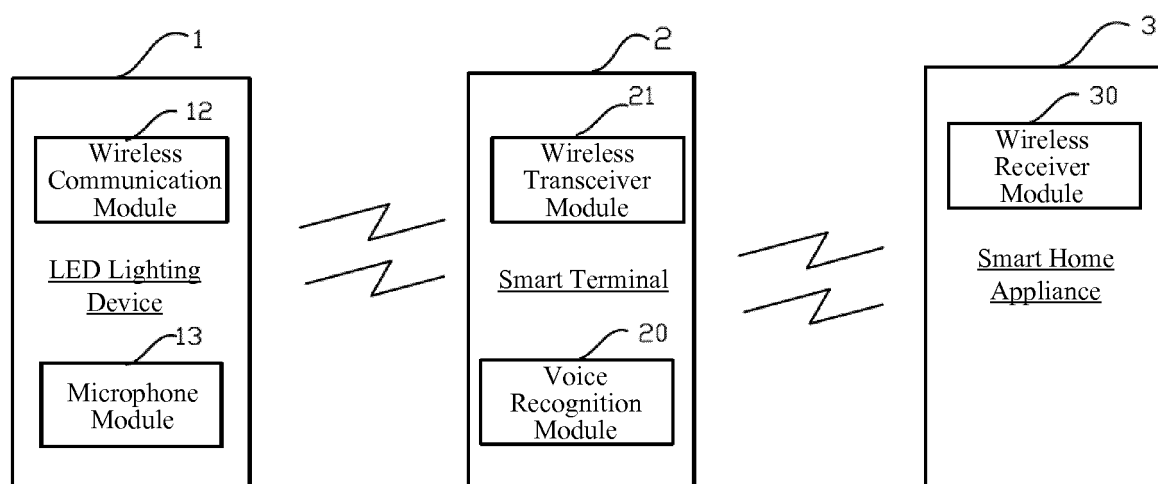 1
12
Wireless
Communication
Module
LED Lighting
Device
13
Microphone
Module
2
21
Wireless
Transceiver
Module
Smart Terminal
20
Voice
Recognition
Module
3
30
Wireless
Receiver
Module
Smart Home
Appliance